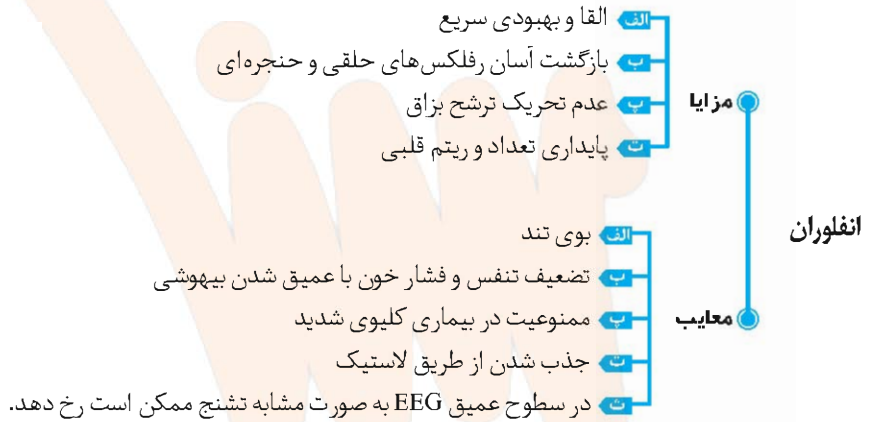 انفلوران
مزایا
الف القا و بهبودی سریع
ب بازگشت آسان رفلکس‌های حلقی و حنجره‌ای
پ عدم تحریک ترشح بزاق
ت پایداری تعداد و ریتم قلبی
معایب
الف بوی تند
ب تضعیف تنفس و فشار خون با عمیق شدن بیهوشی
پ ممنوعیت در بیماری کلیوی شدید
ت جذب شدن از طریق لاستیک
ث در سطوح عمیق EEG به صورت مشابه تشنج ممکن است رخ دهد.